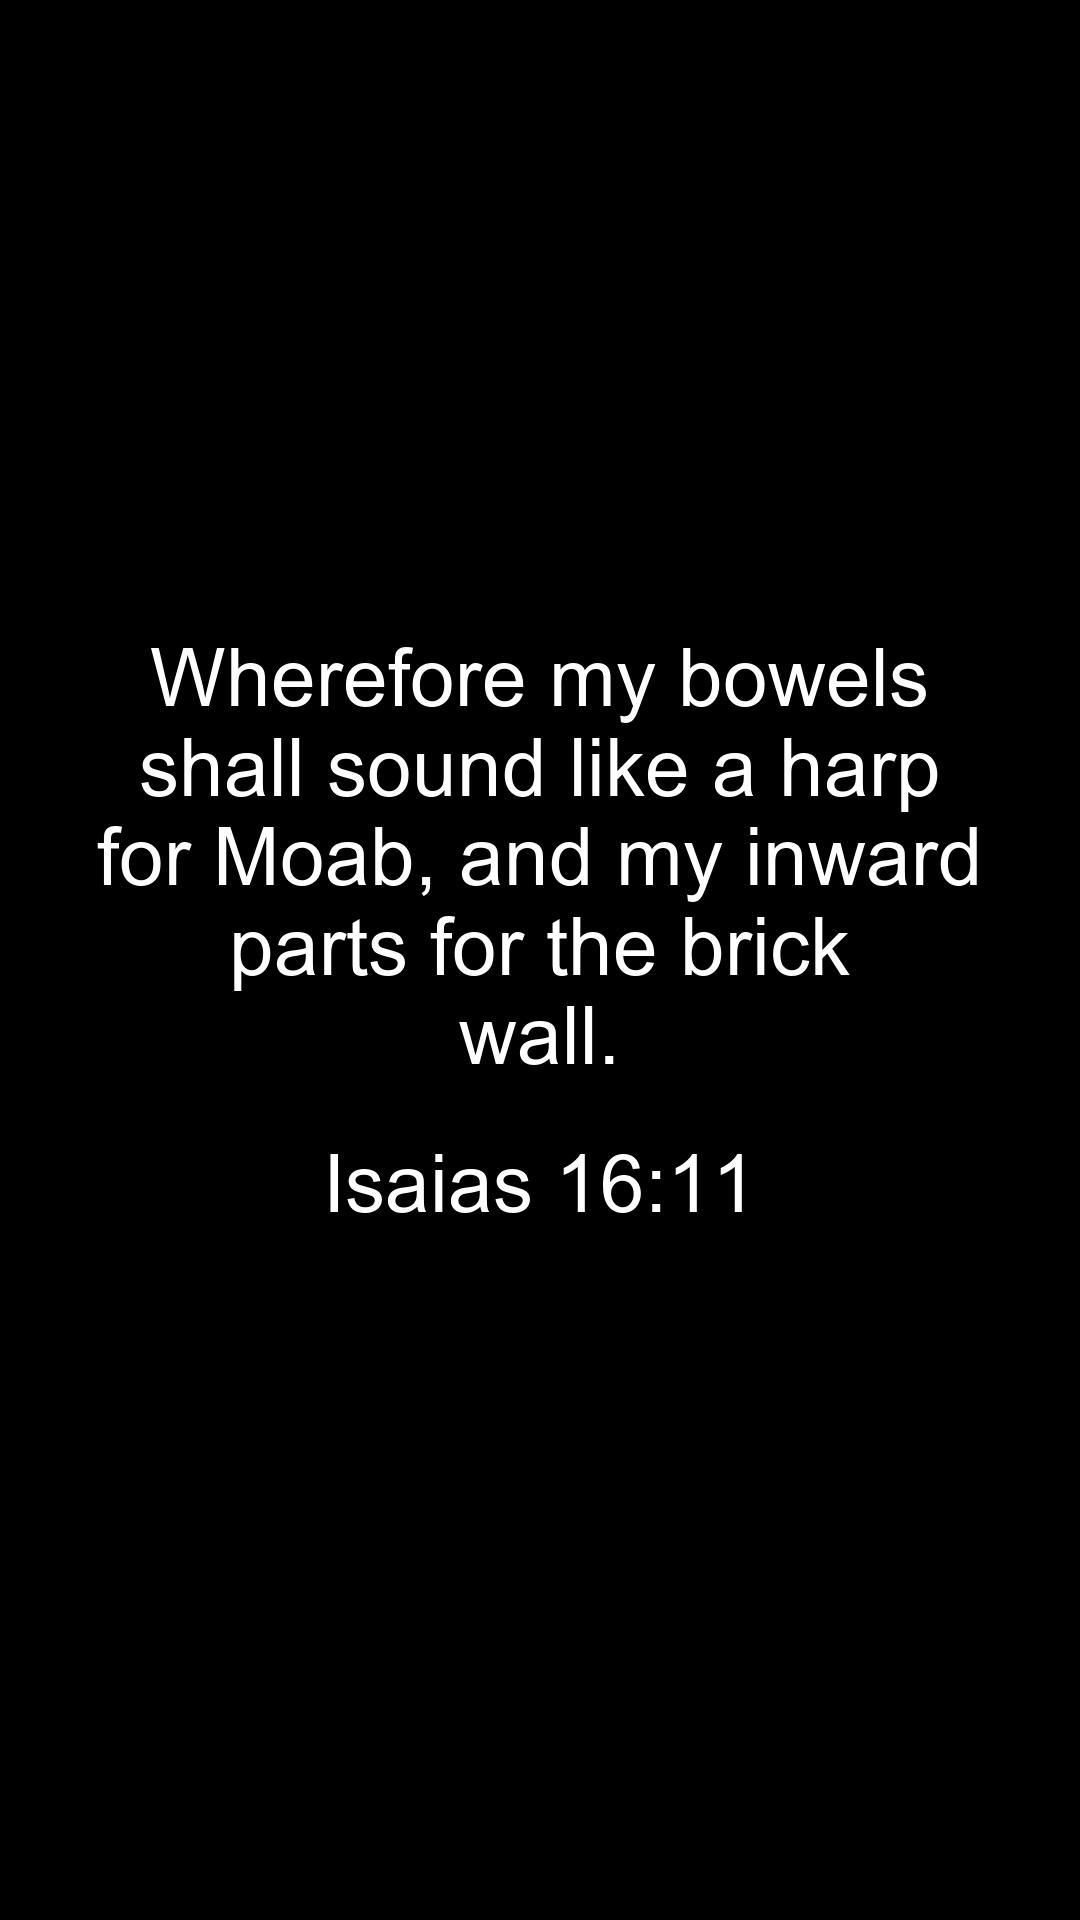 Wherefore my bowels
shall sound like a harp
for Moab, and my inward
parts for the brick
wall.
Isaias 16:11